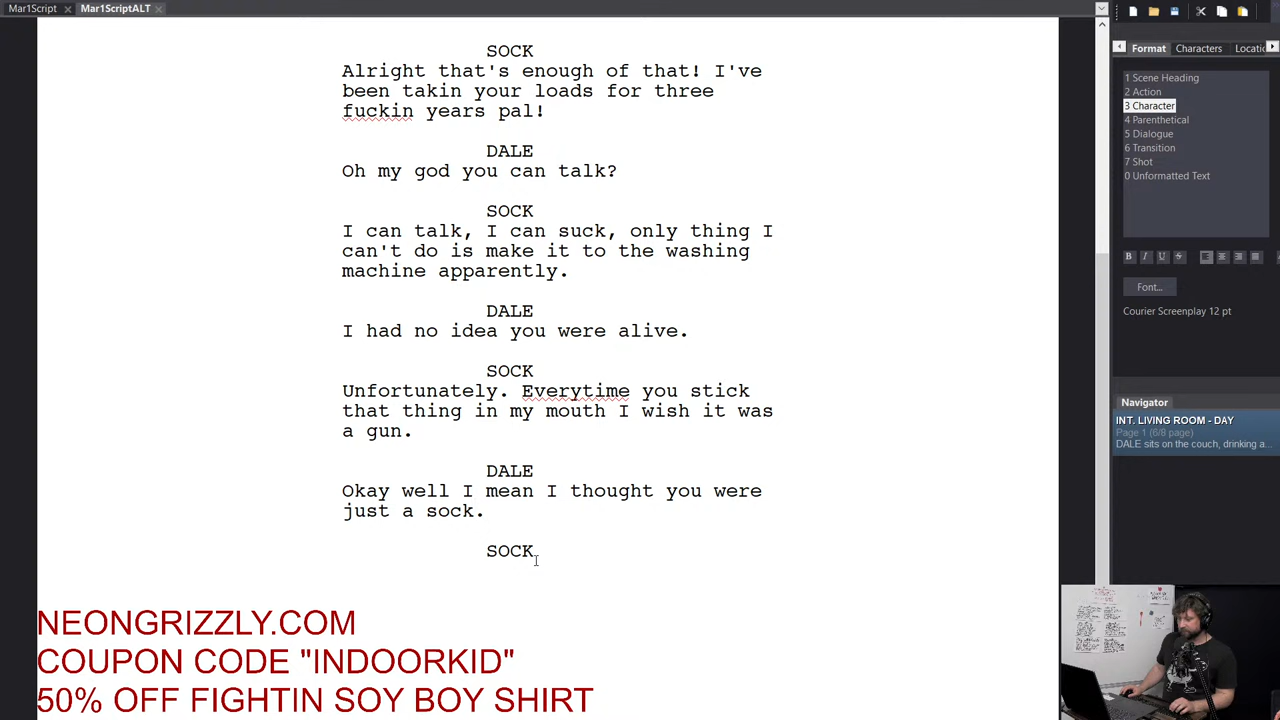 Mar1Script
Mar1ScriptALT
SOCK
Alright that's enough of that! I've
been takin your loads for three
fuckin years pal!
DALE
Oh my god you can talk?
SOCK
I can talk, I can suck, only thing I
can't do is make it to the washing
machine apparently.
DALE
I had no idea you were alive.
SOCK
Unfortunately. Everytime you stick
that thing in my mouth I wish it was
a gun.
DALE
Okay well I mean I thought you were
just a sock.
SOCK
NEONGRIZZLY.COM
COUPON CODE "INDOORKID"
50% OFF FIGHTIN SOY BOY SHIRT
Format
Characters
Locati
1 Scene Heading
2 Action
3 Character
4 Parenthetical
5 Dialogue
6 Transition
7 Shot
0 Unformatted Text
B I U S
Font...
Courier Screenplay 12 pt
Navigator
INT. LIVING ROOM - DAY
Page 1 (6/8 page)
DALE sits on the couch, drinking a...